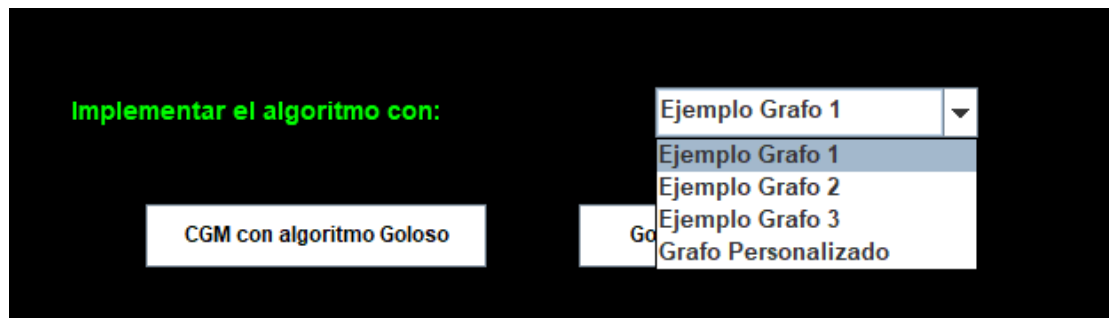 Implementar el algoritmo con:
Ejemplo Grafo 1
Ejemplo Grafo 1
Ejemplo Grafo 2
Ejemplo Grafo 3
Grafo Personalizado
CGM con algoritmo Goloso